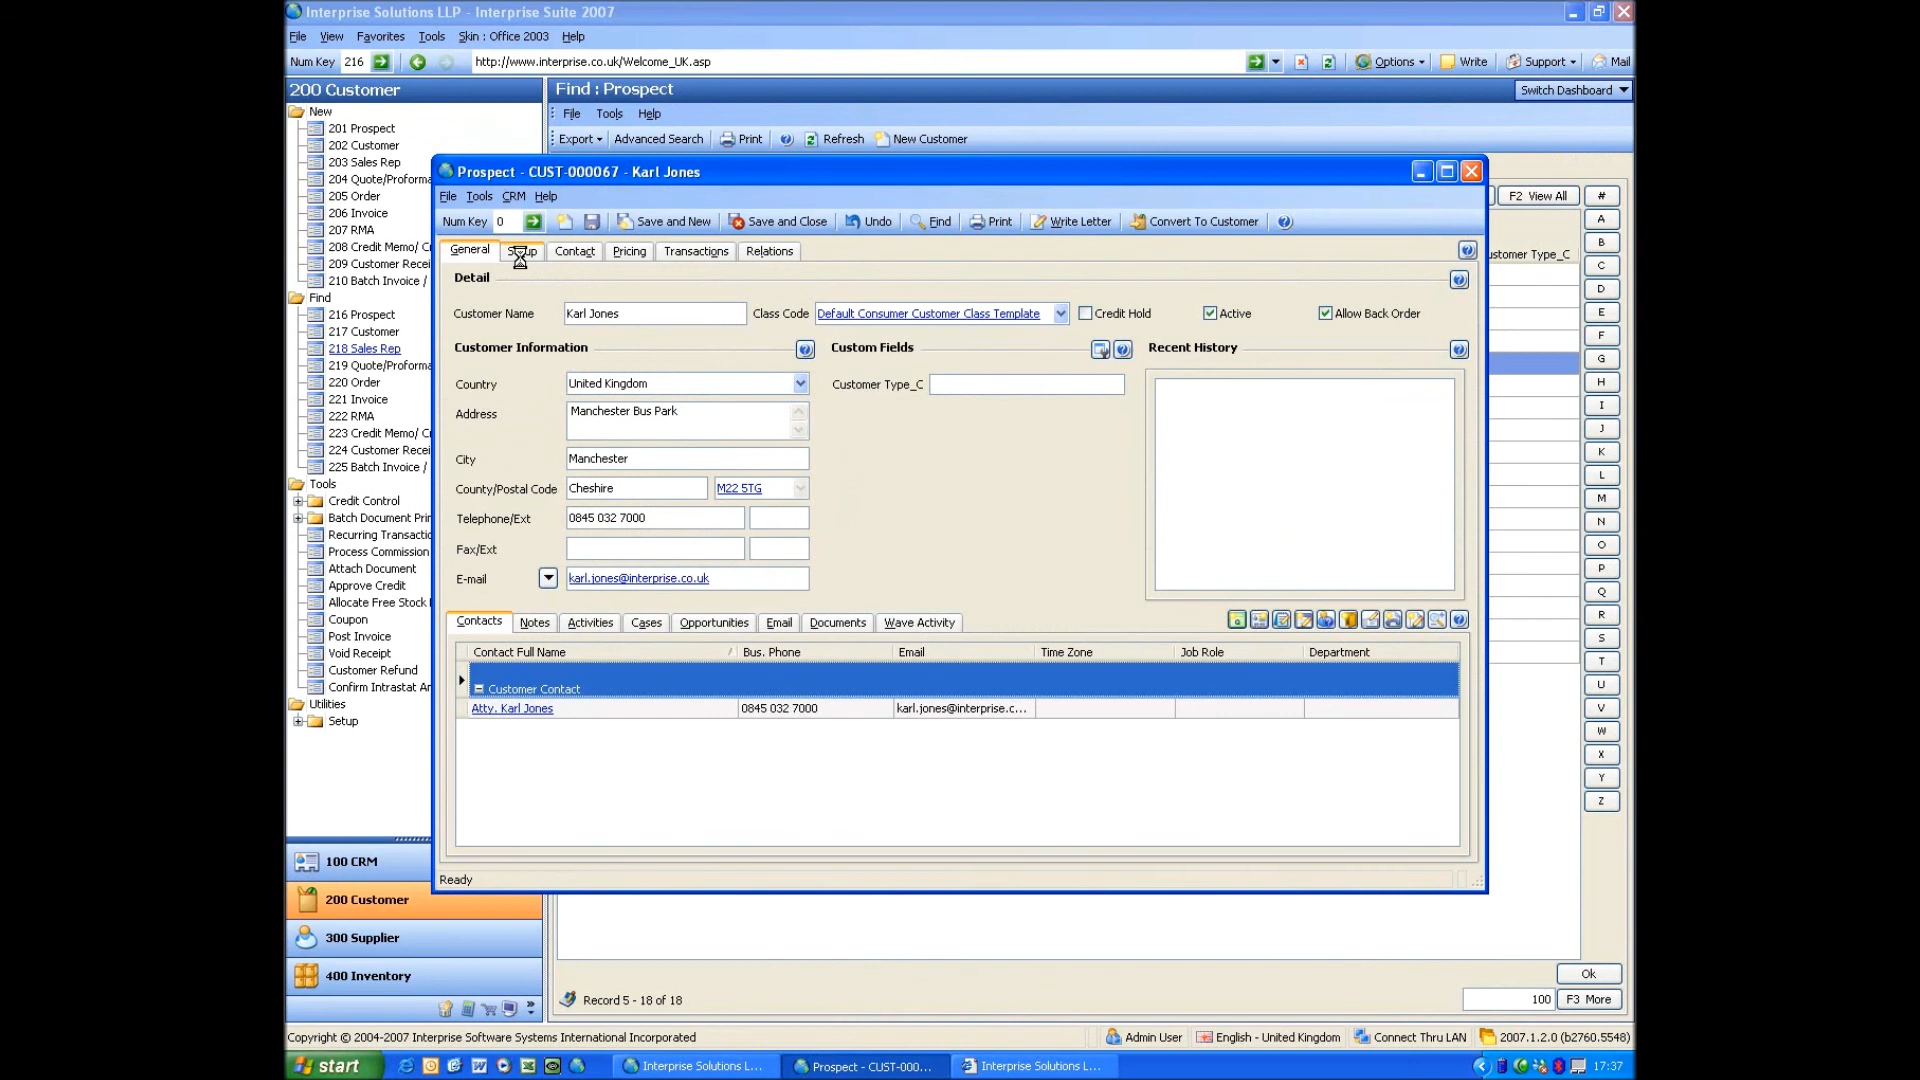 Interprise Solutions LLP - Interprise Suite 2007
File View Favorites Tools Skin : Office 2003 Help
Num Key 216 http://www.interprise.co.uk/Welcome_UK.asp Options Write Support Mail
200 Customer
Find : Prospect
Switch Dashboard
File Tools Help
Export Advanced Search Print Refresh New Customer
New
201 Prospect
202 Customer
203 Sales Rep
204 Quote/Proforma
205 Order
206 Invoice
207 RMA
208 Credit Memo/ C
209 Customer Recei
210 Batch Invoice /
Find
216 Prospect
217 Customer
218 Sales Rep
219 Quote/Proforma
220 Order
221 Invoice
222 RMA
223 Credit Memo/ C
224 Customer Recei
225 Batch Invoice /
Tools
Credit Control
Batch Document Prin
Recurring Transactio
Process Commission
Attach Document
Approve Credit
Allocate Free Stock
Coupon
Post Invoice
Void Receipt
Customer Refund
Confirm Intrastat Ar
Utilities
Setup
100 CRM
200 Customer
300 Supplier
400 Inventory
Prospect - CUST-000067 - Karl Jones
File Tools CRM Help
Num Key 0 Save and New Save and Close Undo Find Print Write Letter Convert To Customer
General Contact Pricing Transactions Relations
Detail
Customer Name Karl Jones Class Code Default Consumer Customer Class Template Credit Hold Active Allow Back Order
Customer Information Custom Fields Recent History
Country United Kingdom Customer Type_C
Address Manchester Bus Park
City Manchester
County/Postal Code Cheshire M22 5TG
Telephone/Ext 0845 032 7000
Fax/Ext
E-mail karl.jones@interprise.co.uk
Contacts Notes Activities Cases Opportunities Email Documents Wave Activity
Contact Full Name Bus. Phone Email Time Zone Job Role Department
Customer Contact
Atty. Karl Jones 0845 032 7000 karl.jones@interprise.c...
Ready
F2 View All #
ustomer Type_C
A
B
C
D
E
F
G
H
I
J
K
L
M
N
O
P
Q
R
S
T
U
V
W
X
Y
Z
Ok
Record 5 - 18 of 18 100 F3 More
Copyright © 2004-2007 Interprise Software Systems International Incorporated Admin User English - United Kingdom Connect Thru LAN 2007.1.2.0 (b2760.5548)
start Interprise Solutions L... Prospect - CUST-000... Interprise Solutions L... 17:37